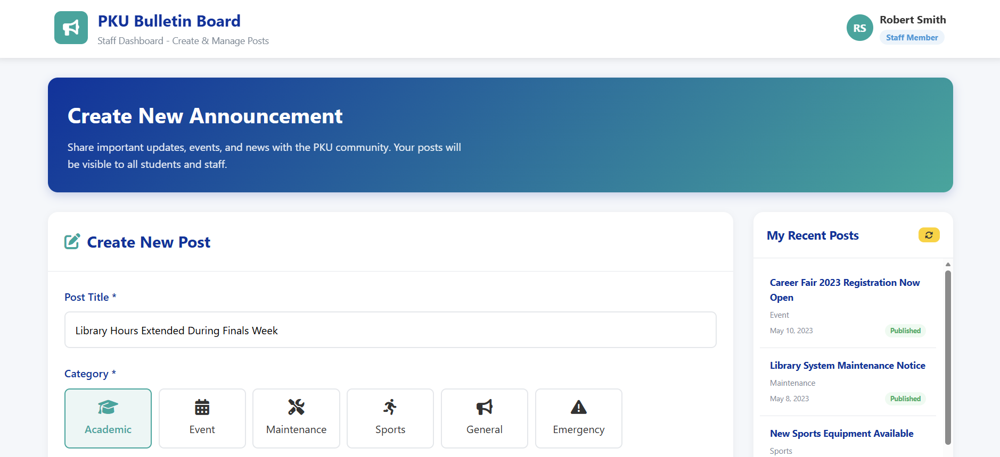 PKU Bulletin Board
Staff Dashboard - Create & Manage Posts
RS
Robert Smith
Staff Member
Create New Announcement
Share important updates, events, and news with the PKU community. Your posts will
be visible to all students and staff.
Create New Post
Post Title *
Library Hours Extended During Finals Week
Category *
Academic
Event
Maintenance
Sports
General
Emergency
My Recent Posts
Career Fair 2023 Registration Now
Open
Event
May 10, 2023
Published
Library System Maintenance Notice
Maintenance
May 8, 2023
Published
New Sports Equipment Available
Sports